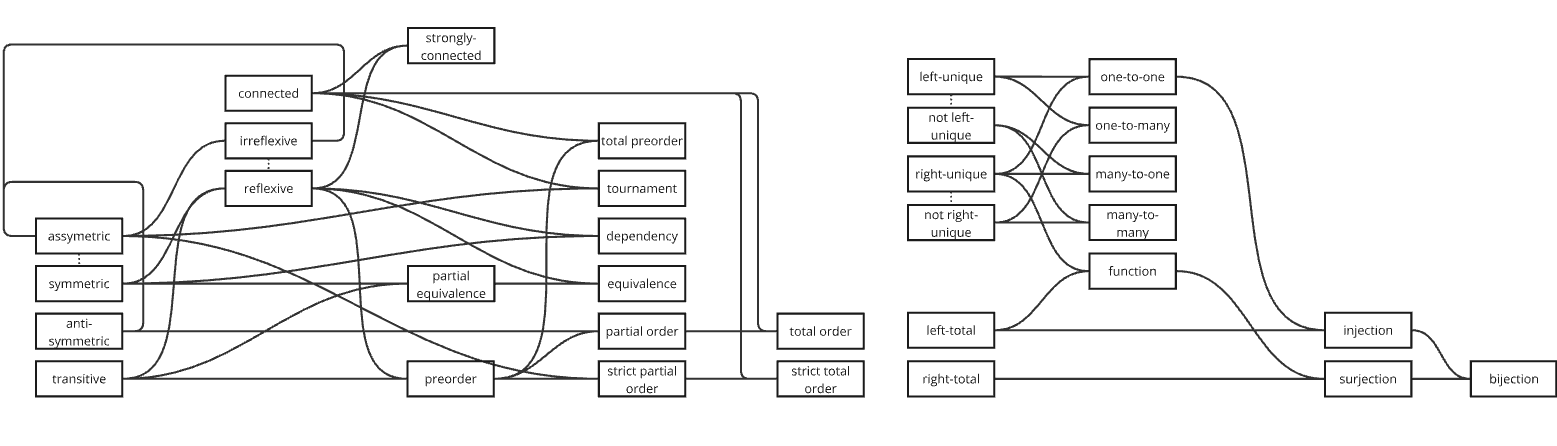 strongly-
connected
connected
irreflexive
reflexive
assymetric
symmetric
anti-
symmetric
transitive
partial
equivalence
preorder
total preorder
tournament
dependency
equivalence
partial order
strict partial
order
total order
strict total
order
left-unique
not left-
unique
right-unique
not right-
unique
left-total
right-total
one-to-one
one-to-many
many-to-one
many-to-
many
function
injection
surjection
bijection